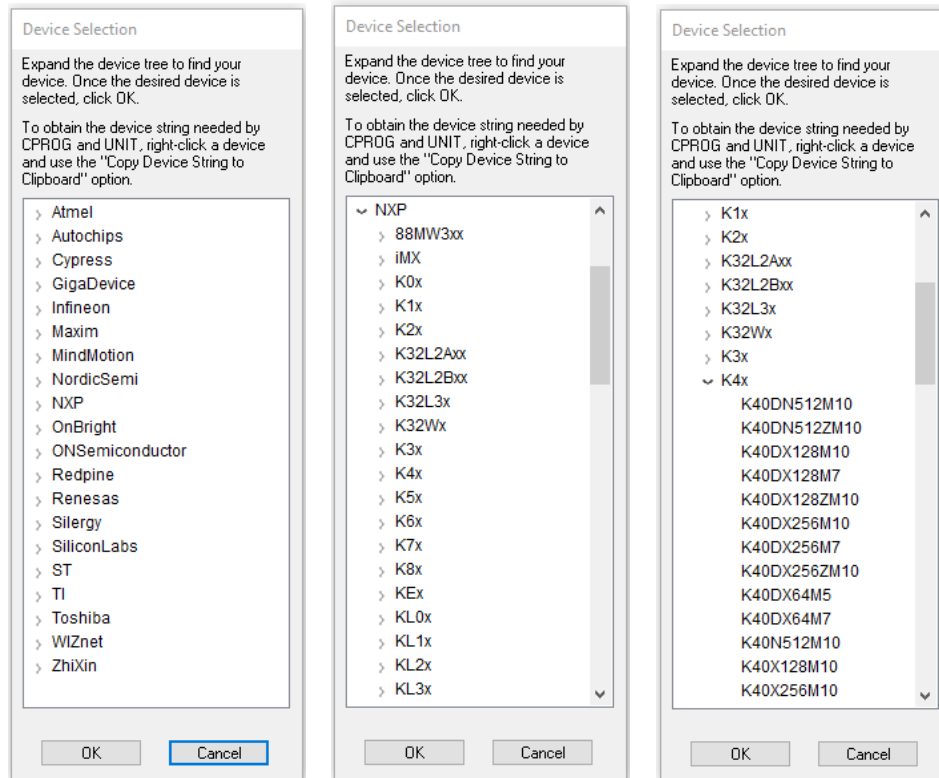 Device Selection
Expand the device tree to find your
device. Once the desired device is
selected, click OK.
To obtain the device string needed by
CPROG and UNIT, right-click a device
and use the "Copy Device String to
Clipboard" option.
Atmel
Autochips
Cypress
GigaDevice
Infineon
Maxim
MindMotion
NordicSemi
NXP
OnBright
ONSemiconductor
Redpine
Renesas
Silergy
SiliconLabs
ST
TI
Toshiba
WIZnet
ZhiXin
OK
Cancel
Device Selection
Expand the device tree to find your
device. Once the desired device is
selected, click OK.
To obtain the device string needed by
CPROG and UNIT, right-click a device
and use the "Copy Device String to
Clipboard" option.
NXP
88MW3xx
iMX
K0x
K1x
K2x
K32L2Axx
K32L2Bxx
K32L3x
K32Wx
K3x
K4x
K5x
K6x
K7x
K8x
KEx
KL0x
KL1x
KL2x
KL3x
OK
Cancel
Device Selection
Expand the device tree to find your
device. Once the desired device is
selected, click OK.
To obtain the device string needed by
CPROG and UNIT, right-click a device
and use the "Copy Device String to
Clipboard" option.
K1x
K2x
K32L2Axx
K32L2Bxx
K32L3x
K32Wx
K3x
K4x
K40DN512M10
K40DN512ZM10
K40DX128M10
K40DX128M7
K40DX128ZM10
K40DX256M10
K40DX256M7
K40DX256ZM10
K40DX64M5
K40DX64M7
K40N512M10
K40X128M10
K40X256M10
OK
Cancel